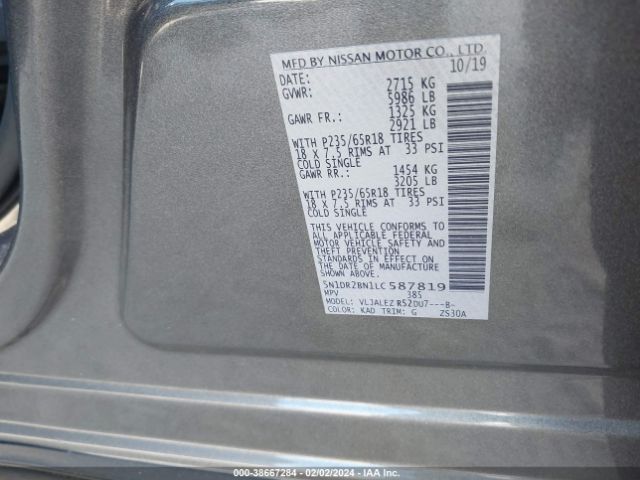 MFD BY NISSAN MOTOR CO., LTD.
DATE: 10/19
GVWR: 2715 KG
5986 LB
GAWR FR.: 1325 KG
2921 LB
WITH P235/65R18 TIRES
18 X 7.5 RIMS AT 33 PSI
COLD SINGLE
GAWR RR.: 1454 KG
3205 LB
WITH P235/65R18 TIRES
18 X 7.5 RIMS AT 33 PSI
COLD SINGLE
THIS VEHICLE CONFORMS TO
ALL APPLICABLE FEDERAL
MOTOR VEHICLE SAFETY AND
THEFT PREVENTION
STANDARDS IN EFFECT ON THE
DATE OF MANUFACTURE
SHOWN ABOVE.
5N1DR2BN1LC587819
MPV 385
MODEL: VLJALEZ R52DU7---B-
COLOR: KAD TRIM: G ZS30A
000-38667284 - 02/02/2024 - IAA Inc.